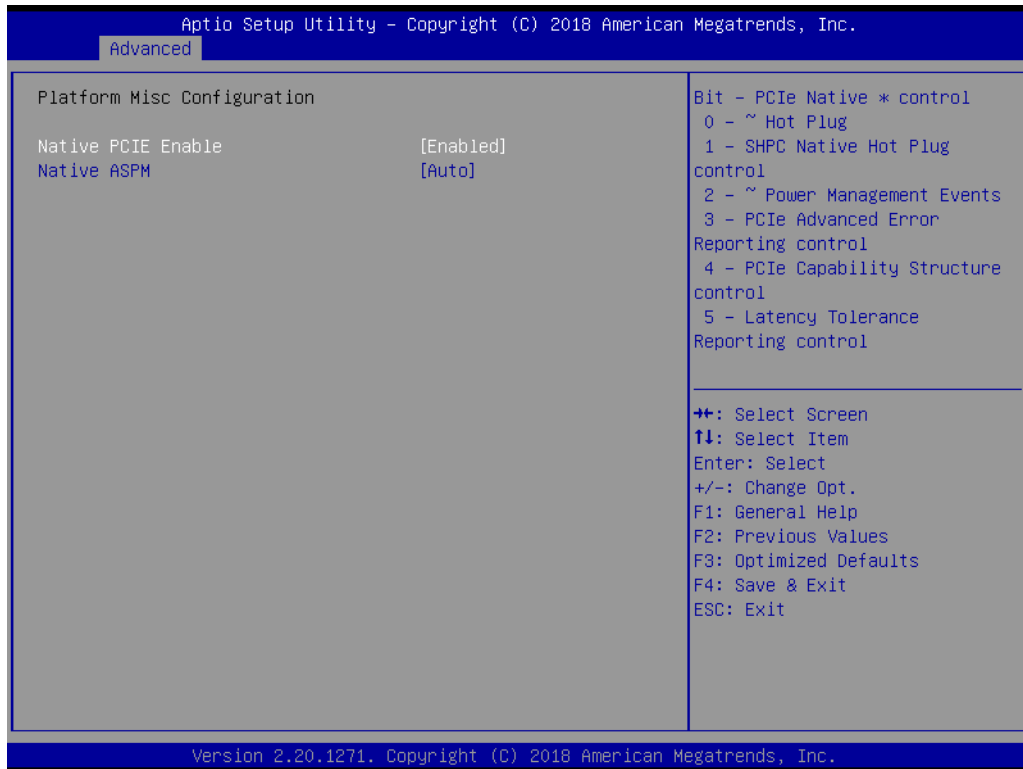 Aptio Setup Utility – Copyright (C) 2018 American Megatrends, Inc.
Advanced
Platform Misc Configuration
Native PCIE Enable [Enabled]
Native ASPM [Auto]
Bit - PCIe Native * control
0 - ~ Hot Plug
1 - SHPC Native Hot Plug
control
2 - ~ Power Management Events
3 - PCIe Advanced Error
Reporting control
4 - PCIe Capability Structure
control
5 - Latency Tolerance
Reporting control
→←: Select Screen
↑↓: Select Item
Enter: Select
+/-: Change Opt.
F1: General Help
F2: Previous Values
F3: Optimized Defaults
F4: Save & Exit
ESC: Exit
Version 2.20.1271. Copyright (C) 2018 American Megatrends, Inc.